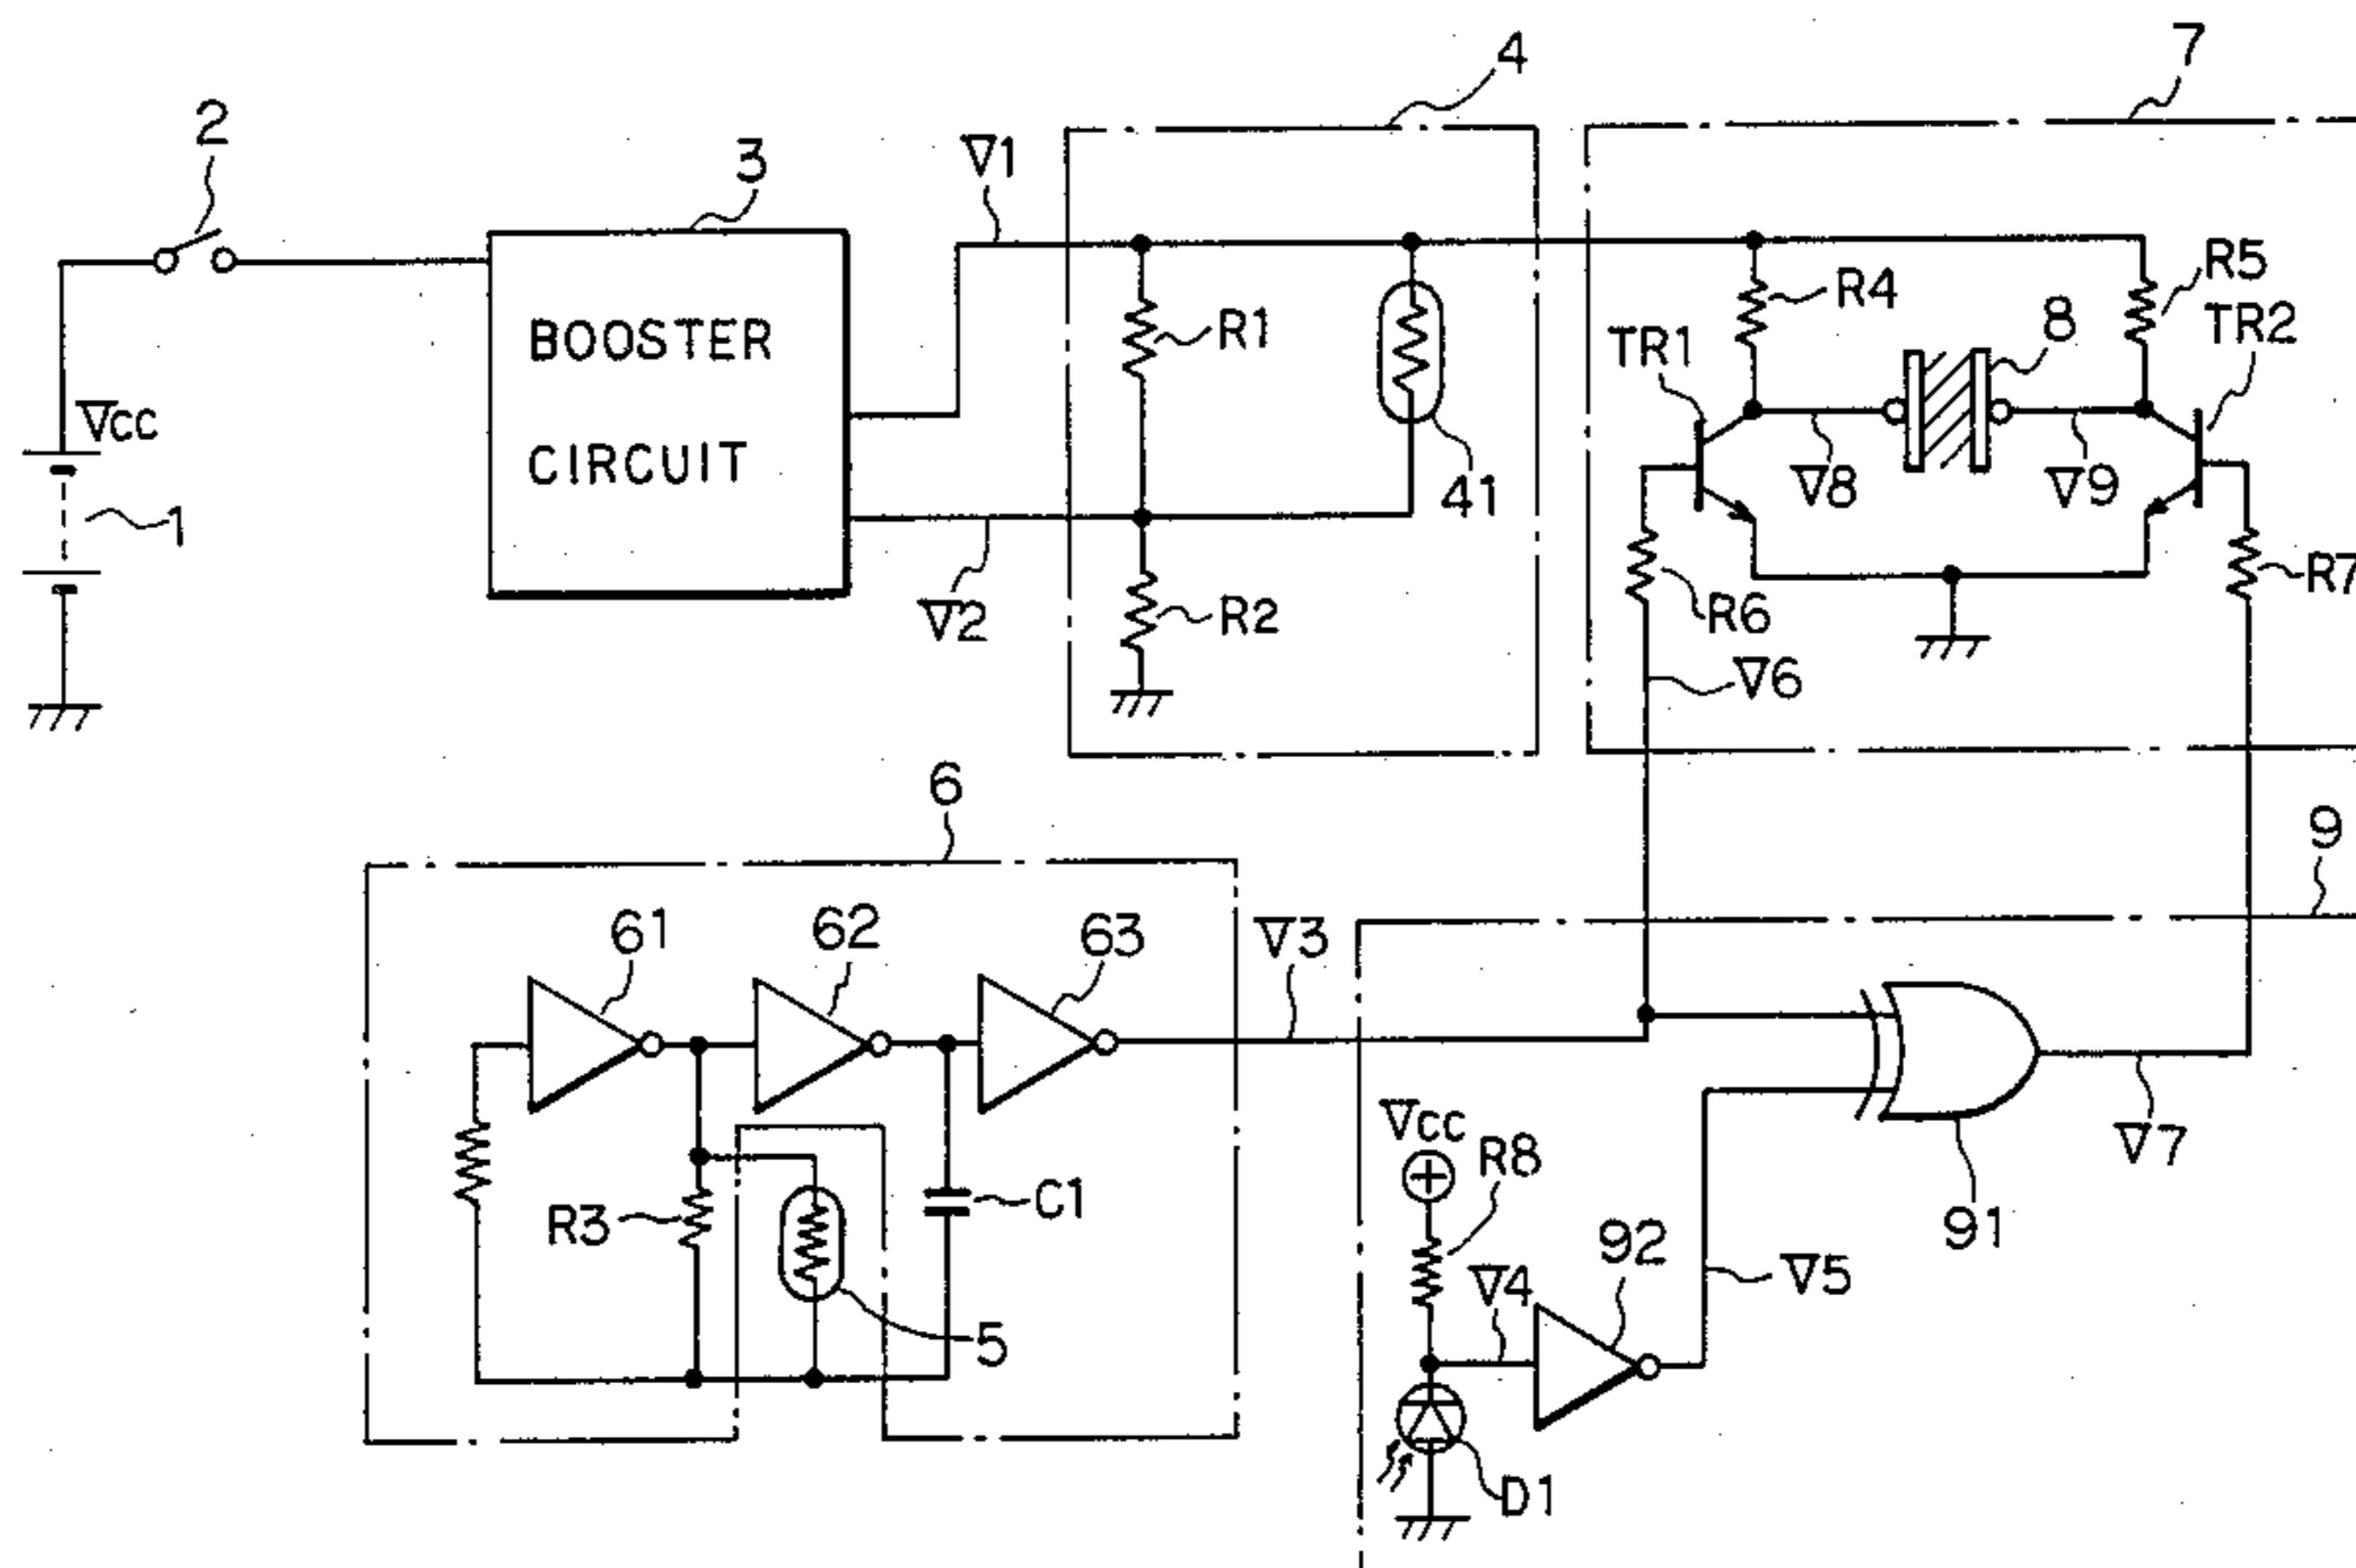 7
4
2
3
V1
R5
R4
8
TR2
R1
TR1
BOOSTER
Vcc
CIRCUIT
V8
V9
41
1
R7
R2
R6
V2
V6
6
9
61
62
63
V3
Vcc
R8
V7
C1
R3
92
91
V4
V5
5
D1